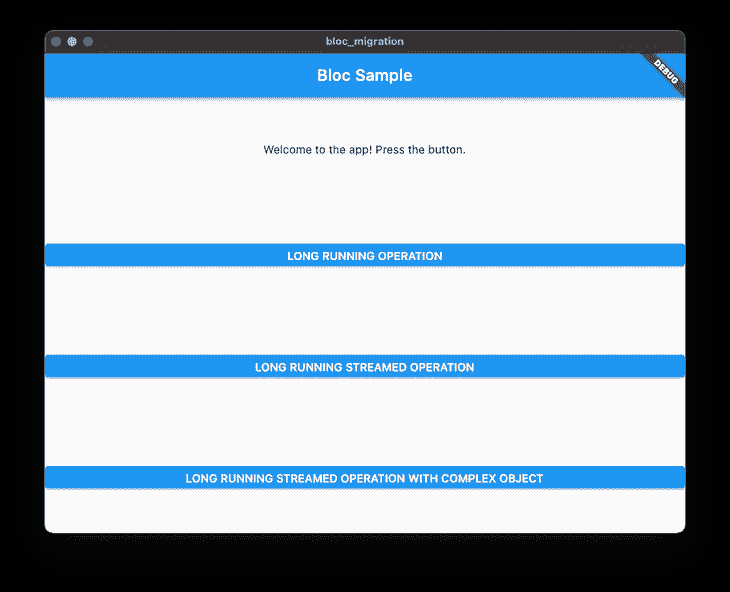 bloc_migration
Bloc Sample
DEBUG
Welcome to the app! Press the button.
LONG RUNNING OPERATION
LONG RUNNING STREAMED OPERATION
LONG RUNNING STREAMED OPERATION WITH COMPLEX OBJECT